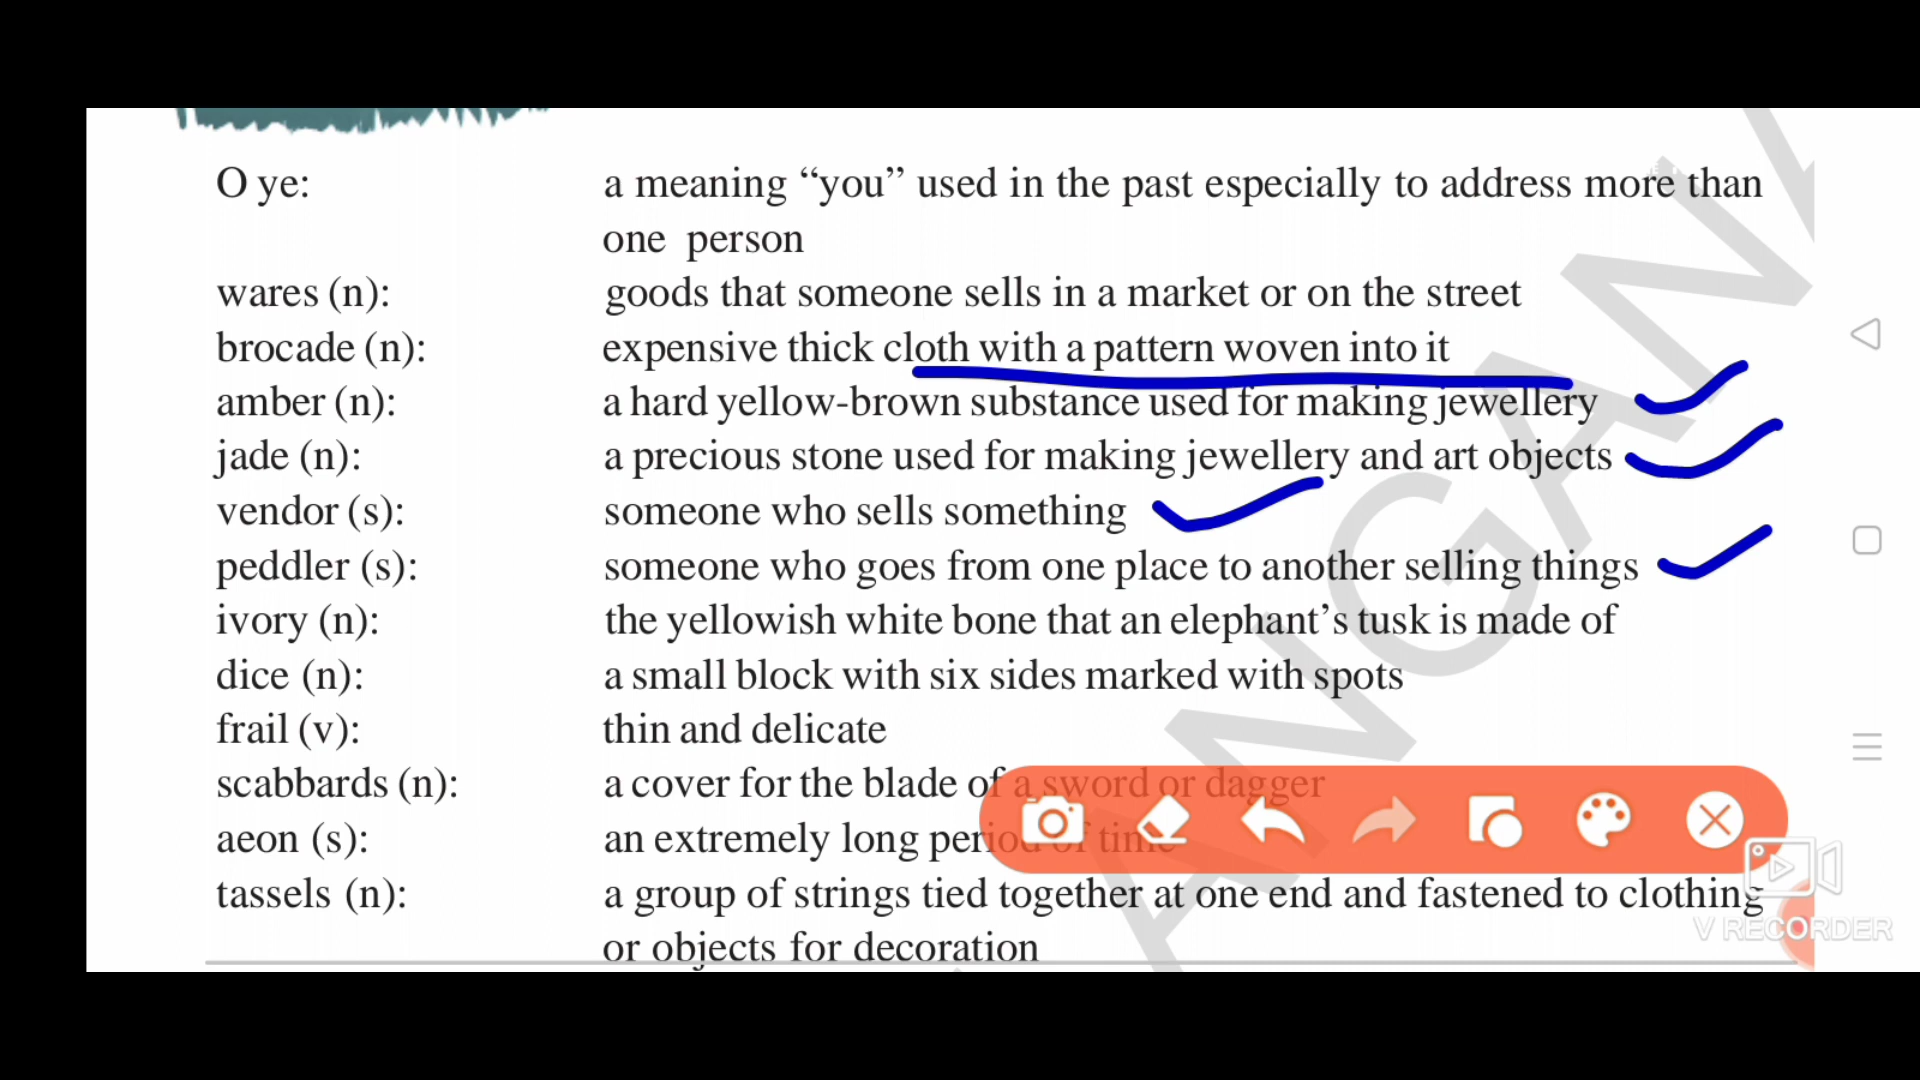 O ye: a meaning “you” used in the past especially to address more than
one person
wares (n): goods that someone sells in a market or on the street
brocade (n): expensive thick cloth with a pattern woven into it
amber (n): a hard yellow-brown substance used for making jewellery
jade (n): a precious stone used for making jewellery and art objects
vendor (s): someone who sells something
peddler (s): someone who goes from one place to another selling things
ivory (n): the yellowish white bone that an elephant’s tusk is made of
dice (n): a small block with six sides marked with spots
frail (v): thin and delicate
scabbards (n): a cover for the blade of a sword or dagger
aeon (s): an extremely long period of time
tassels (n): a group of strings tied together at one end and fastened to clothing
or objects for decoration
V RECORDER
ANGANA